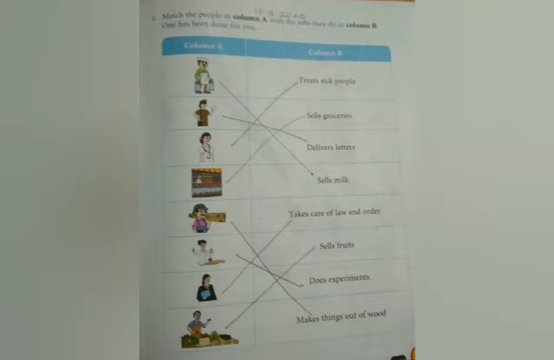 2. Match the people in column A with the jobs they do in column B.
One has been done for you.
Column A
Column B
Treats sick people
Sells groceries
Delivers letters
Sells milk
Takes care of law and order
Sells fruits
Does experiments
Makes things out of wood